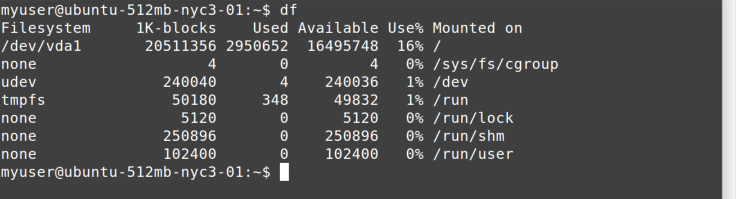 myuser@ubuntu-512mb-nyc3-01:~$ df
Filesystem     1K-blocks    Used Available Use% Mounted on
/dev/vda1       20511356 2950652  16495748  16% /
none                   4       0         4   0% /sys/fs/cgroup
udev              240040       4    240036   1% /dev
tmpfs              50180     348     49832   1% /run
none                5120       0      5120   0% /run/lock
none              250896       0    250896   0% /run/shm
none              102400       0    102400   0% /run/user
myuser@ubuntu-512mb-nyc3-01:~$